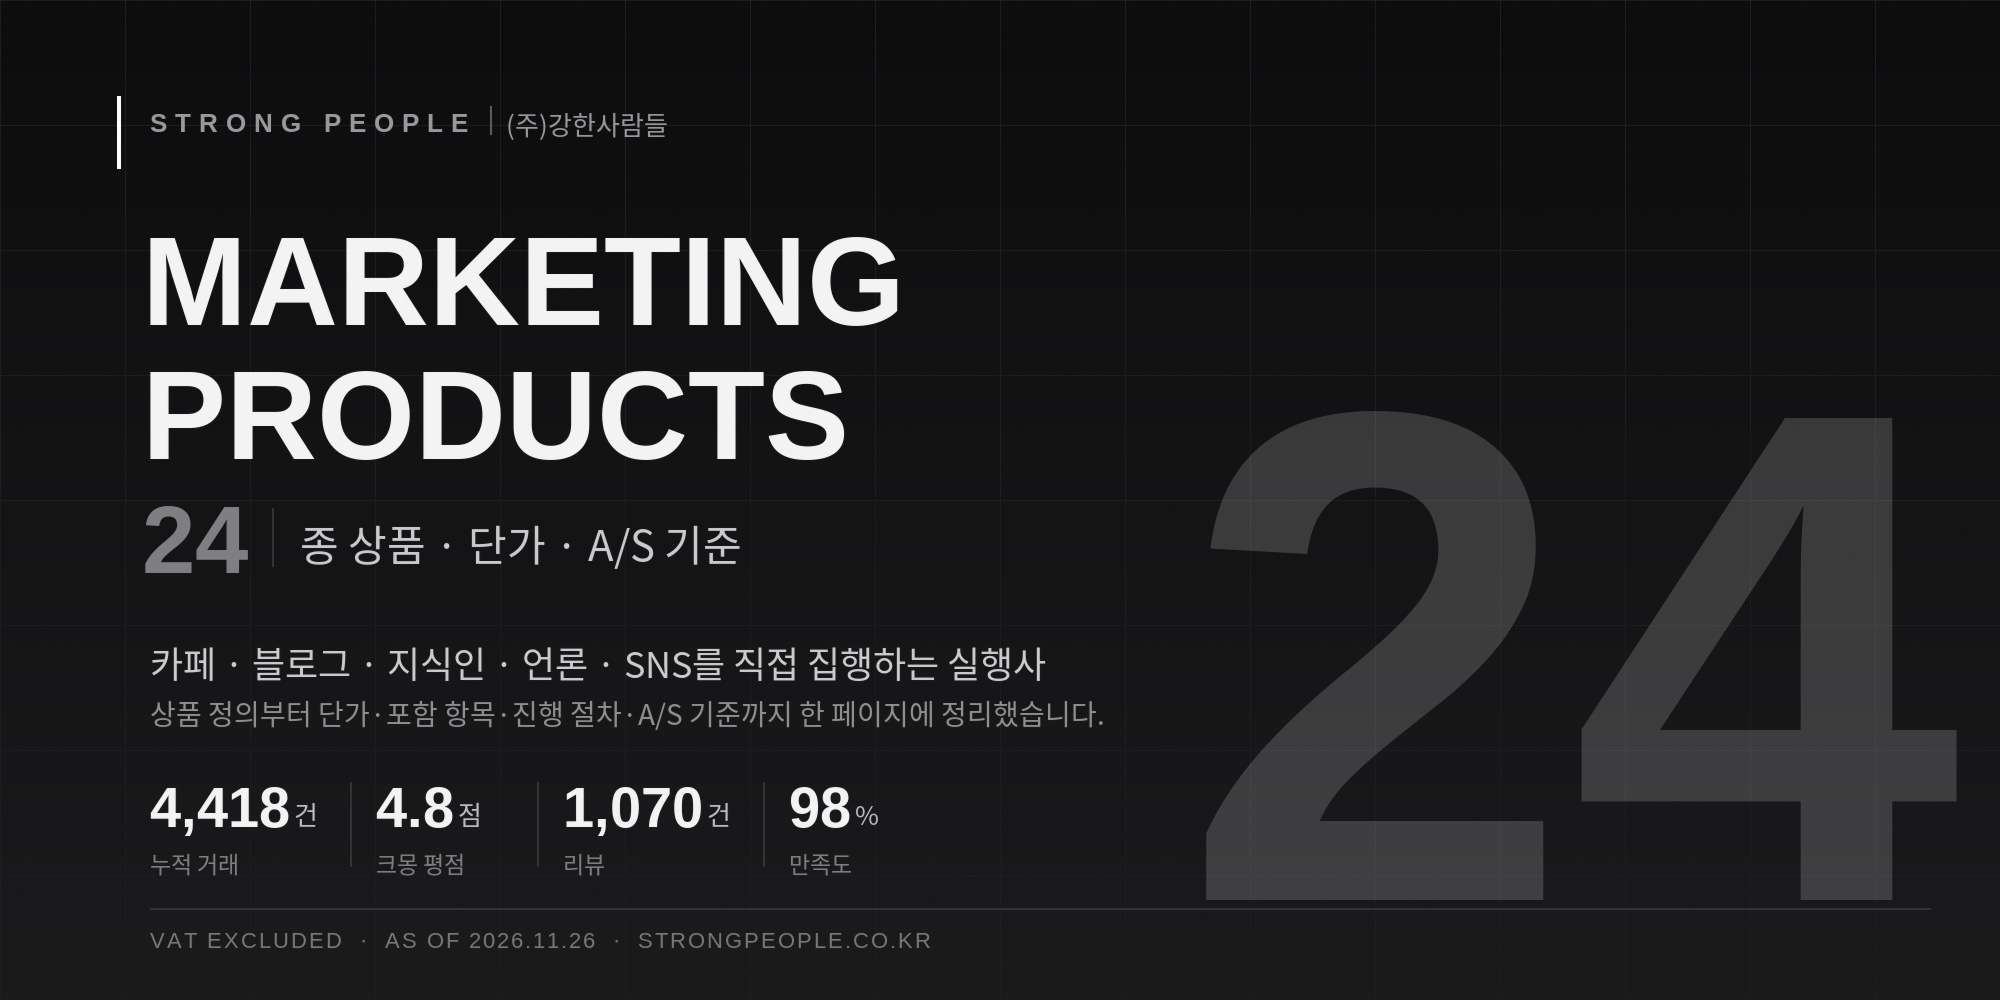 STRONG PEOPLE | (주)강한사람들
MARKETING
PRODUCTS
24
24 | 종 상품 · 단가 · A/S 기준
카페 · 블로그 · 지식인 · 언론 · SNS를 직접 집행하는 실행사
상품 정의부터 단가·포함 항목·진행 절차·A/S 기준까지 한 페이지에 정리했습니다.
4,418건 | 4.8점 | 1,070건 | 98%
누적 거래 크몽 평점 리뷰 만족도
VAT EXCLUDED · AS OF 2026.11.26 · STRONGPEOPLE.CO.KR